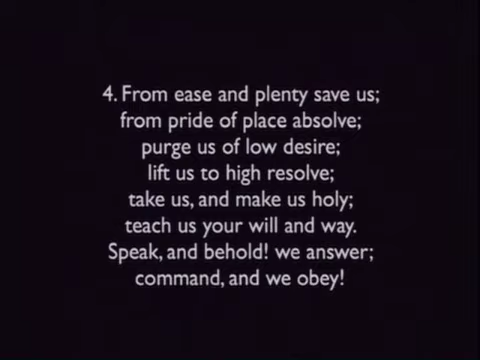 4. From ease and plenty save us;
from pride of place absolve;
purge us of low desire;
lift us to high resolve;
take us, and make us holy;
teach us your will and way.
Speak, and behold! we answer;
command, and we obey!